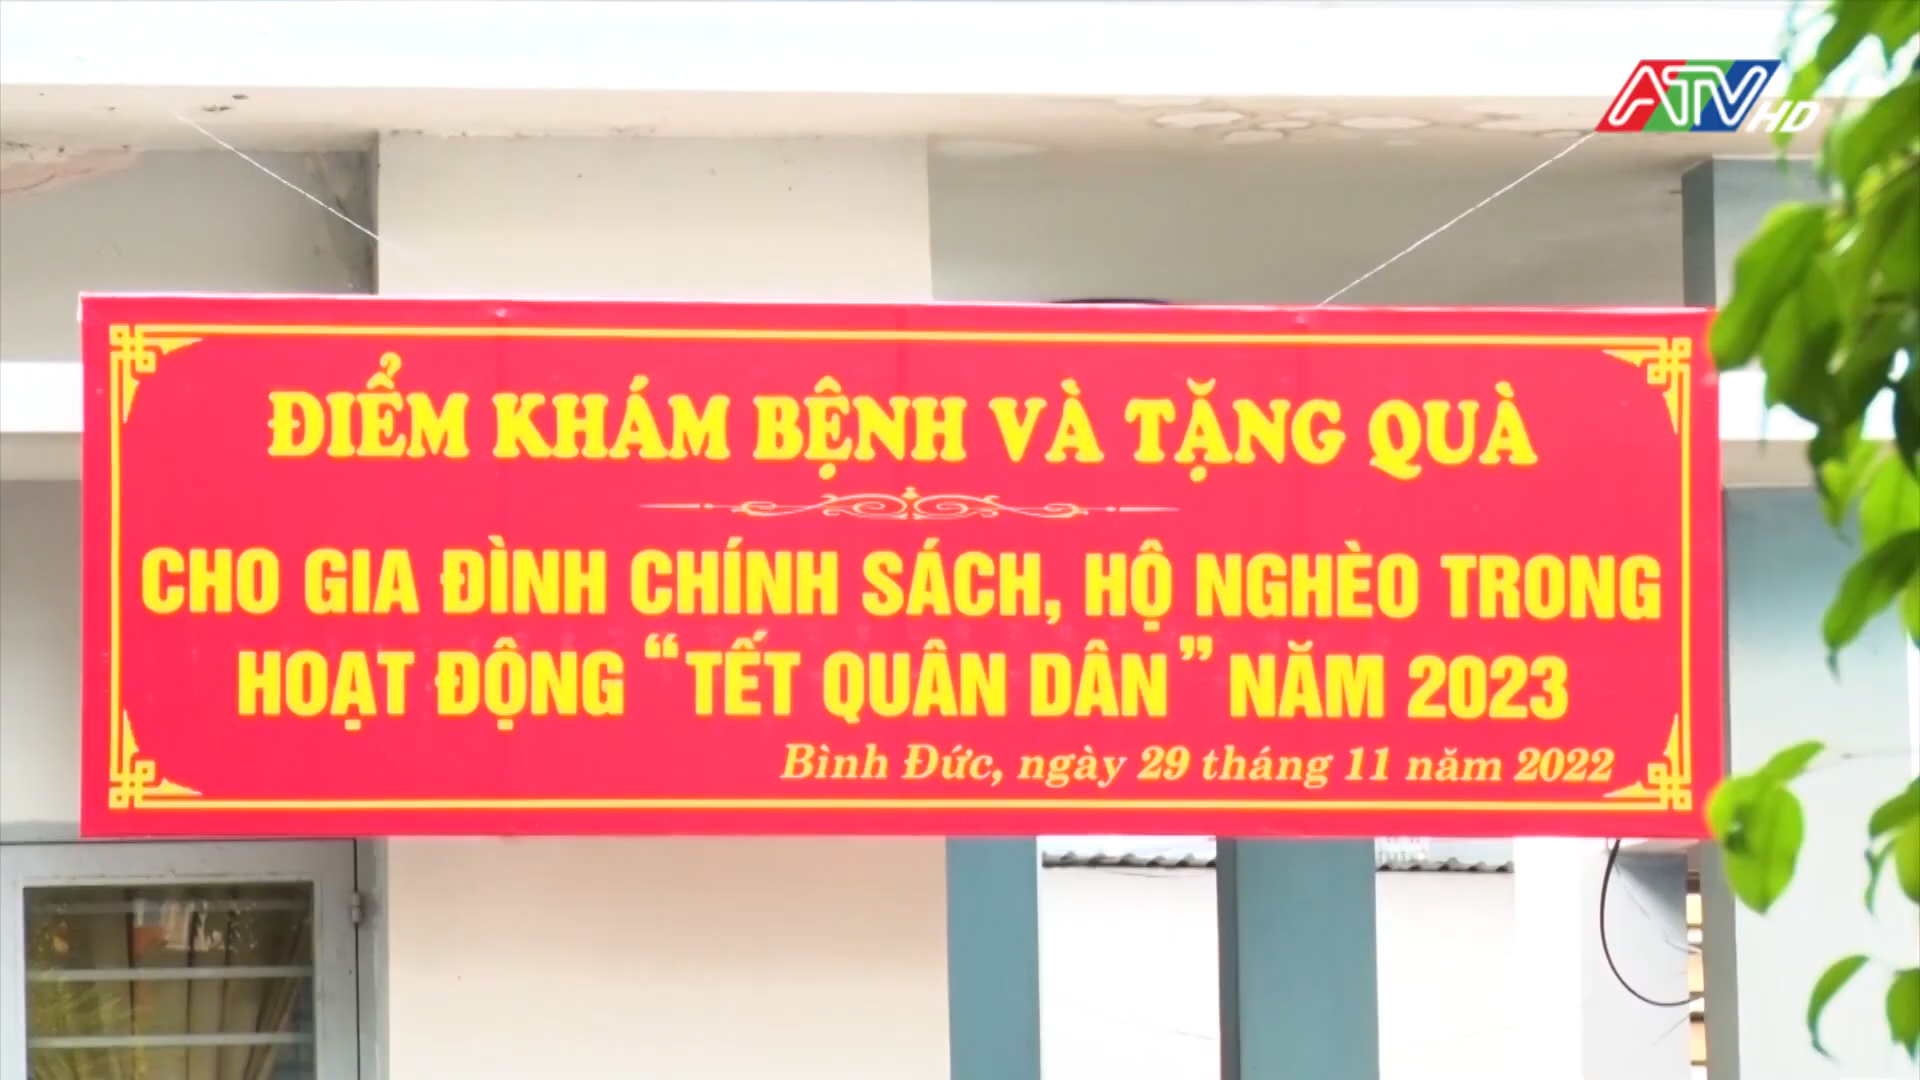 ATV HD
ĐIỂM KHÁM BỆNH VÀ TẶNG QUÀ
CHO GIA ĐÌNH CHÍNH SÁCH, HỘ NGHÈO TRONG
HOẠT ĐỘNG “TẾT QUÂN DÂN” NĂM 2023
Bình Đức, ngày 29 tháng 11 năm 2022